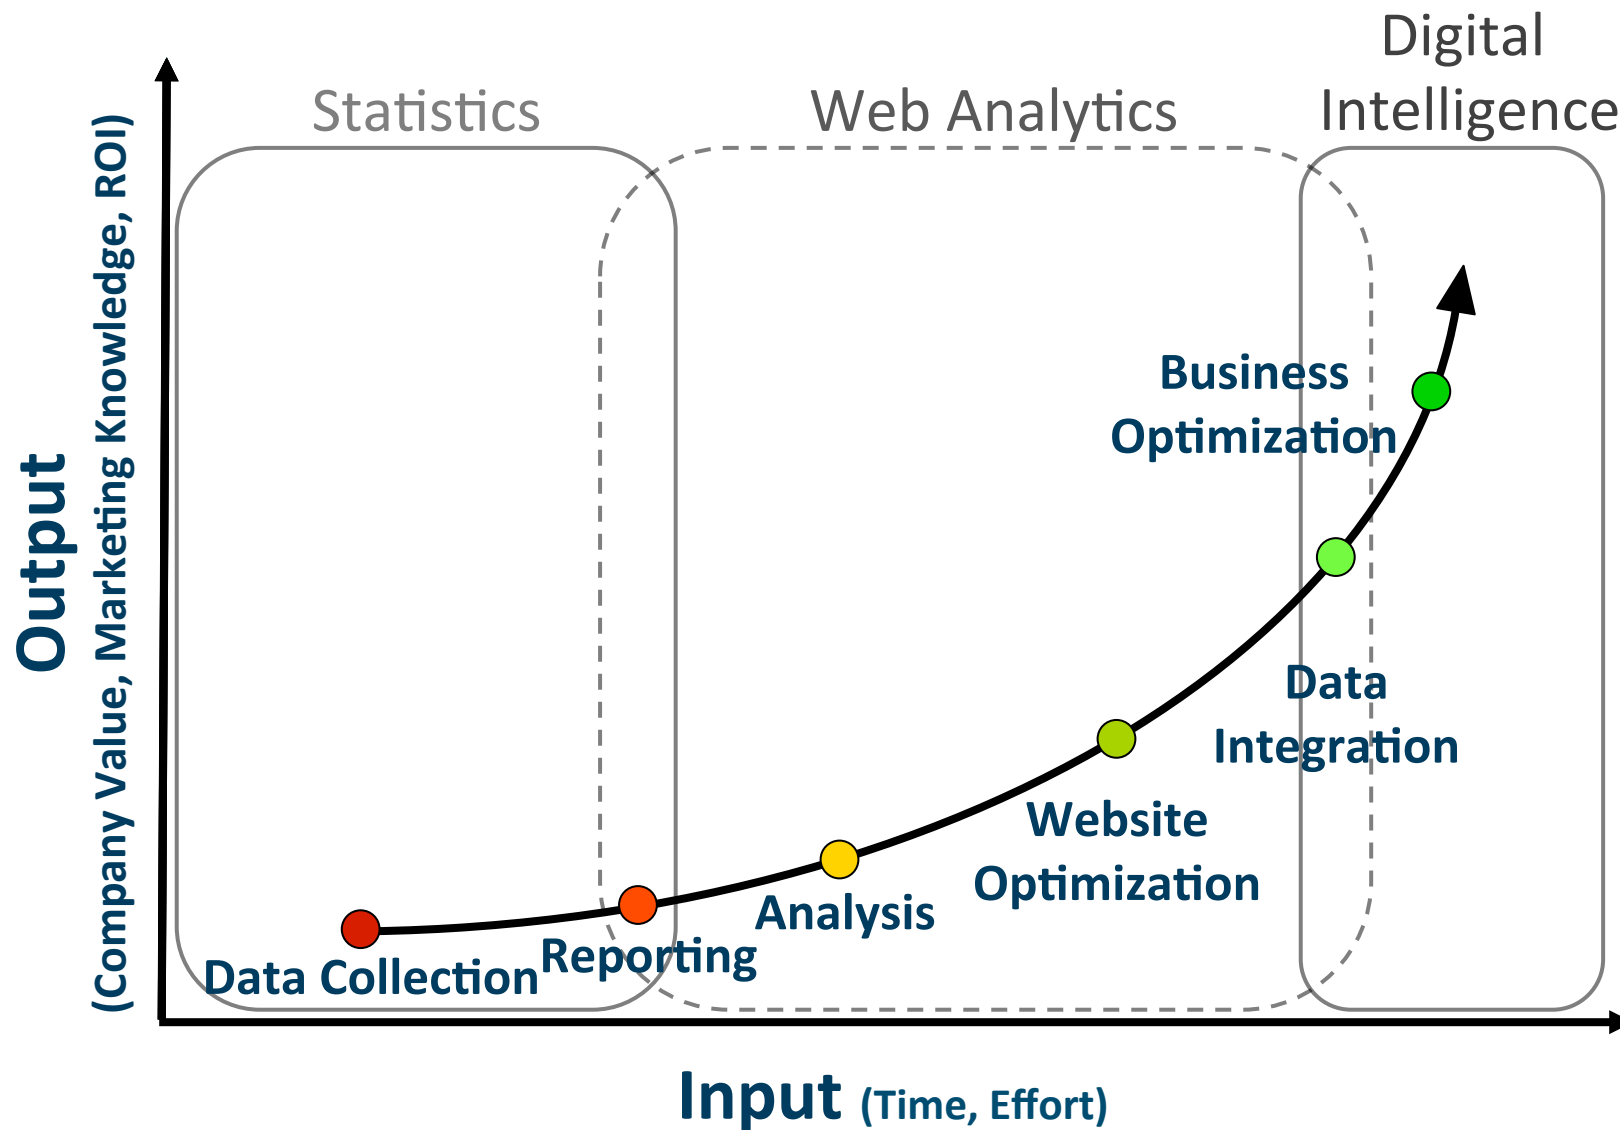 Statistics
Web Analytics
Digital
Intelligence
Output
(Company Value, Marketing Knowledge, ROI)
Business
Optimization
Data
Integration
Website
Optimization
Analysis
Reporting
Data Collection
Input (Time, Effort)